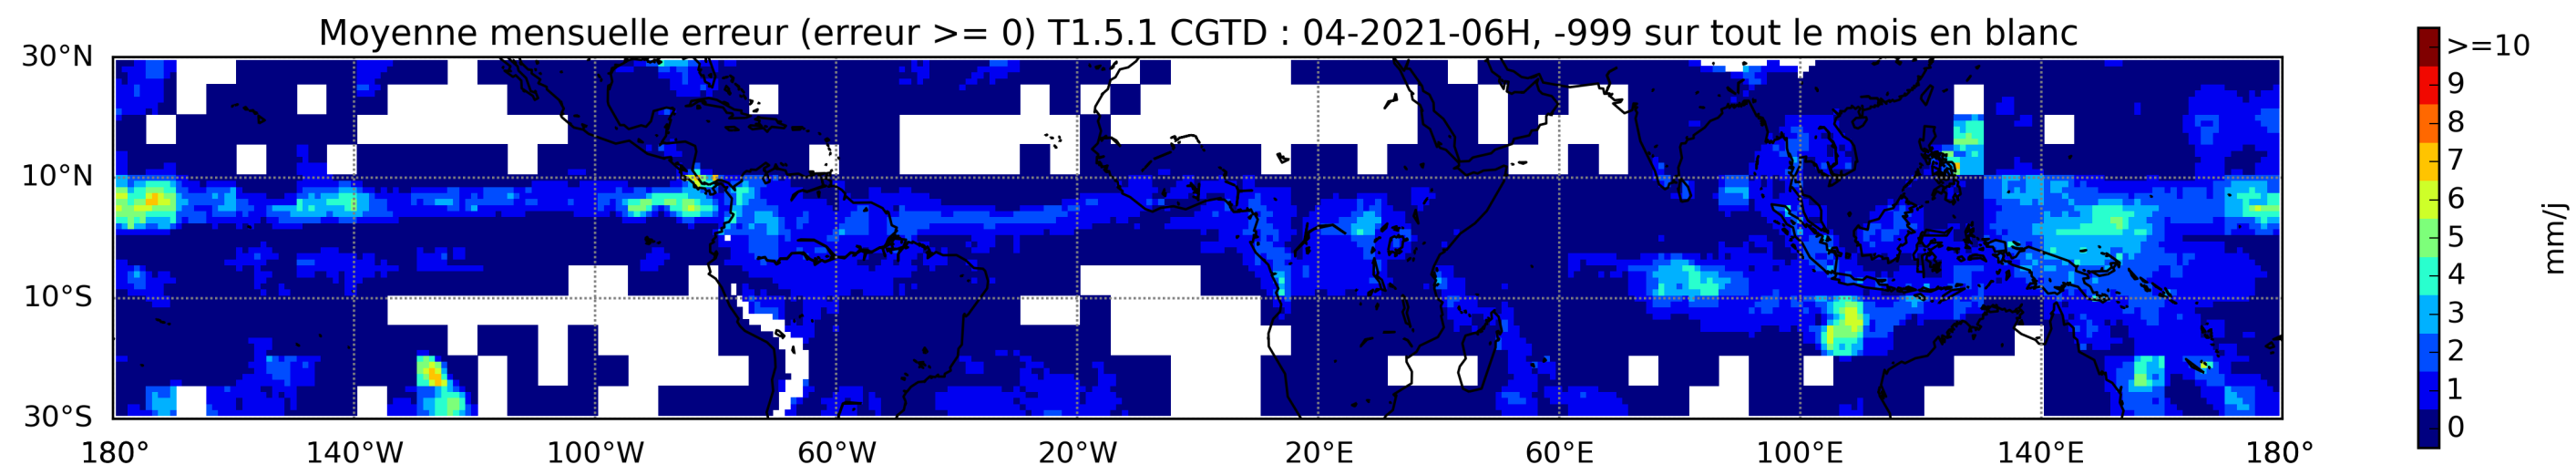 Moyenne mensuelle erreur (erreur >= 0) T1.5.1 CGTD : 04-2021-06H, -999 sur tout le mois en blanc
30°N
10°N
10°S
30°S
180° 140°W 100°W 60°W 20°W 20°E 60°E 100°E 140°E 180°
>=10
9
8
7
6
5
4
3
2
1
0
mm/j